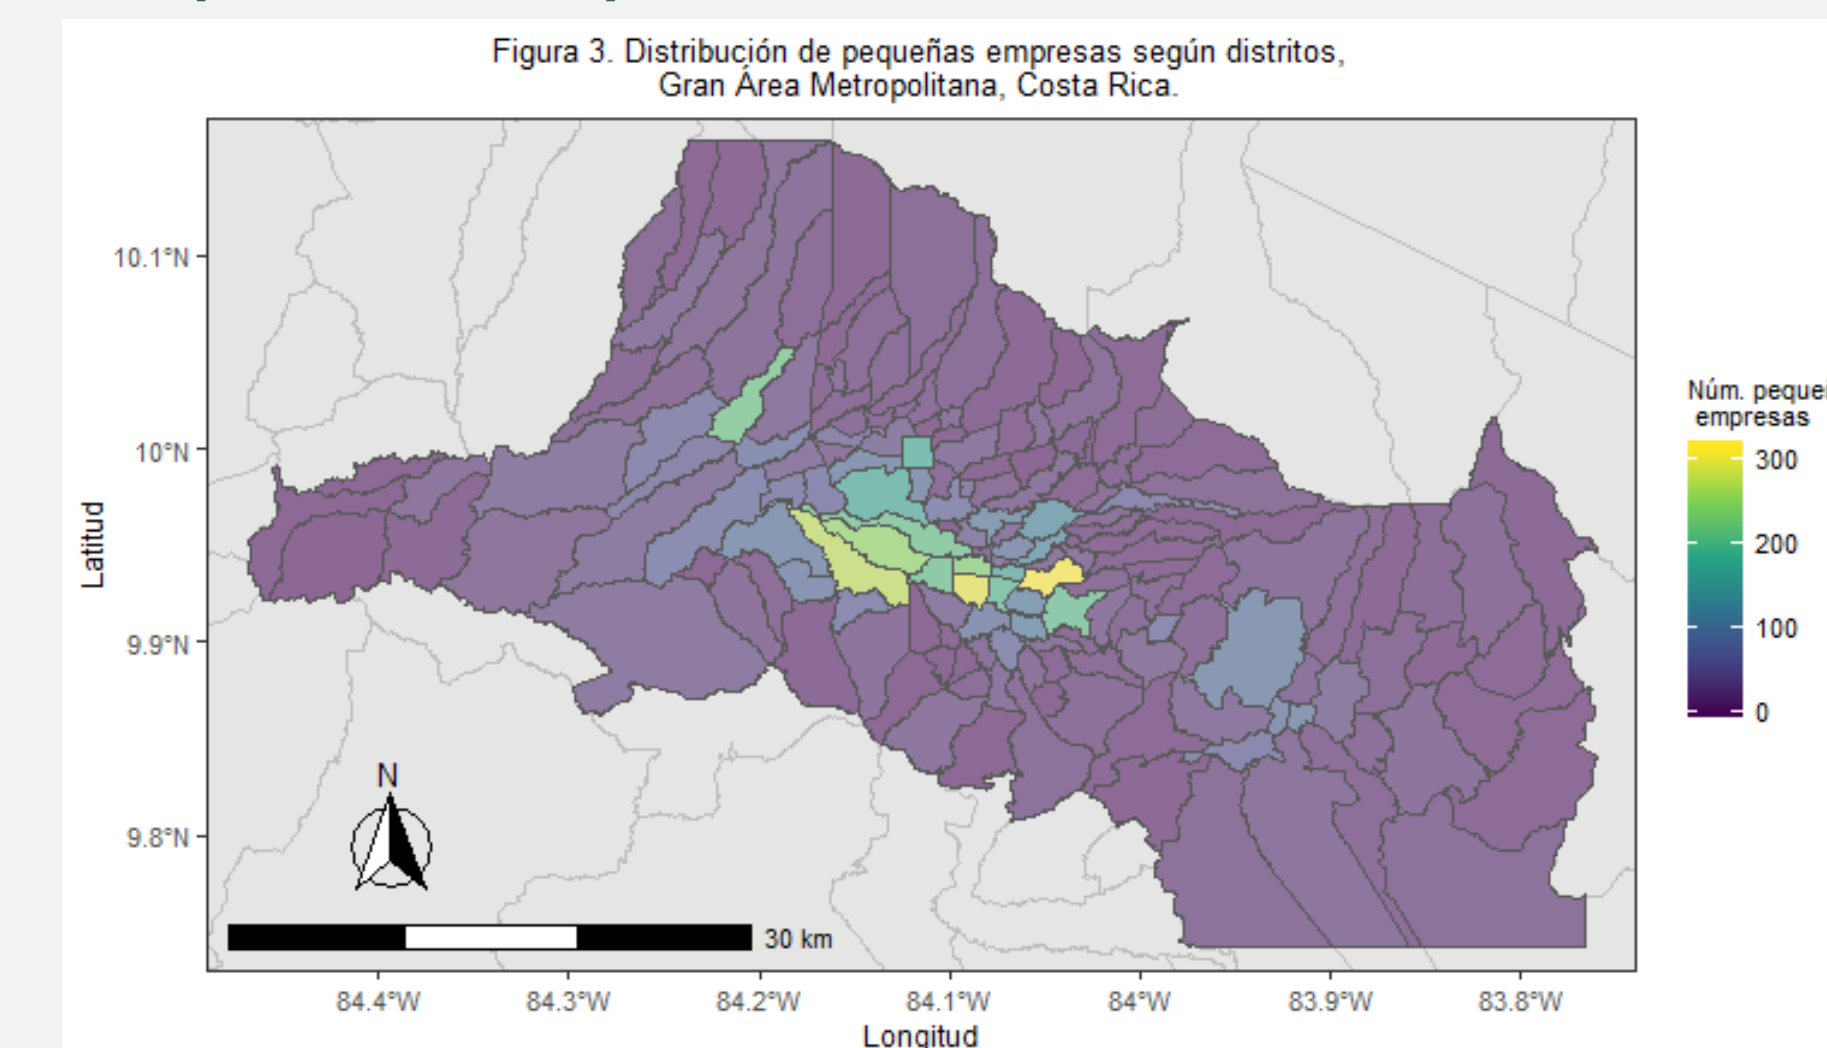 Figura 3. Distribución de pequeñas empresas según distritos,
Gran Área Metropolitana, Costa Rica.
10.1°N
10°N
9.9°N
9.8°N
Latitud
N
30 km
84.4°W
84.3°W
84.2°W
84.1°W
84°W
83.9°W
83.8°W
Longitud
Núm.
empresas
300
200
100
0